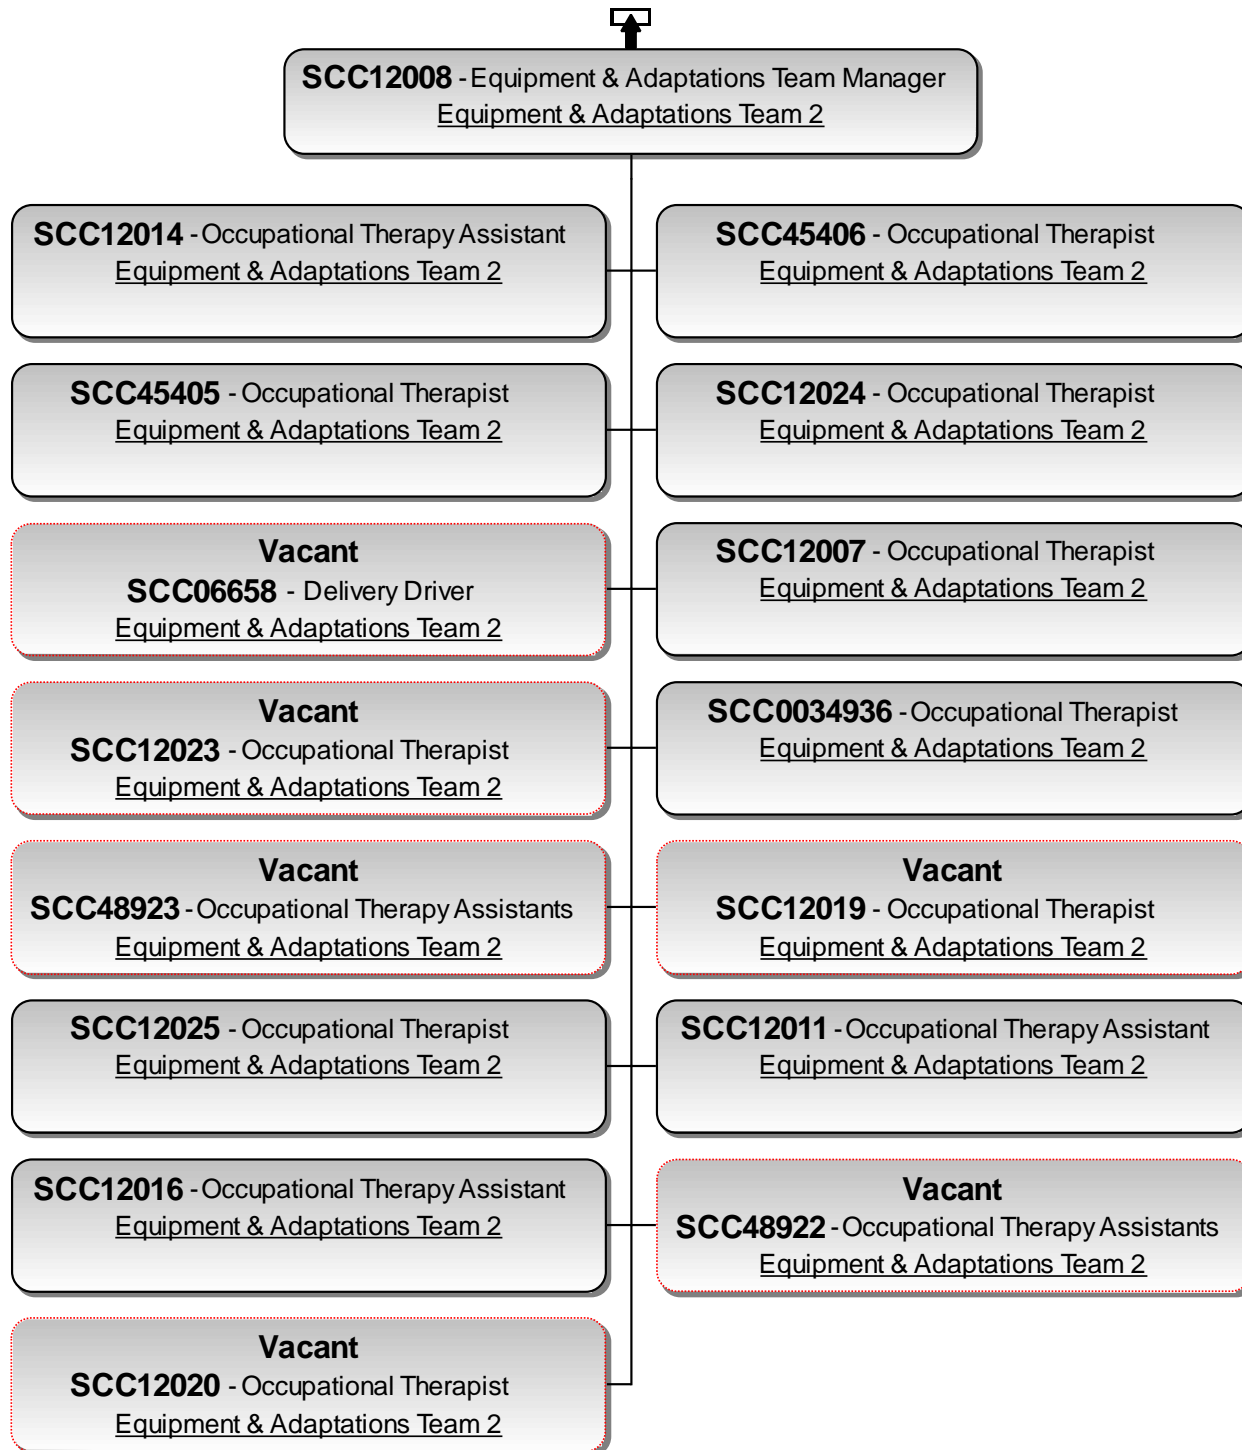 SCC12008 - Equipment & Adaptations Team Manager
Equipment & Adaptations Team 2
SCC12014 - Occupational Therapy Assistant
Equipment & Adaptations Team 2
SCC45406 - Occupational Therapist
Equipment & Adaptations Team 2
SCC45405 - Occupational Therapist
Equipment & Adaptations Team 2
SCC12024 - Occupational Therapist
Equipment & Adaptations Team 2
Vacant
SCC06658 - Delivery Driver
Equipment & Adaptations Team 2
SCC12007 - Occupational Therapist
Equipment & Adaptations Team 2
Vacant
SCC12023 - Occupational Therapist
Equipment & Adaptations Team 2
SCC0034936 - Occupational Therapist
Equipment & Adaptations Team 2
Vacant
SCC48923 - Occupational Therapy Assistants
Equipment & Adaptations Team 2
Vacant
SCC12019 - Occupational Therapist
Equipment & Adaptations Team 2
SCC12025 - Occupational Therapist
Equipment & Adaptations Team 2
SCC12011 - Occupational Therapy Assistant
Equipment & Adaptations Team 2
SCC12016 - Occupational Therapy Assistant
Equipment & Adaptations Team 2
Vacant
SCC48922 - Occupational Therapy Assistants
Equipment & Adaptations Team 2
Vacant
SCC12020 - Occupational Therapist
Equipment & Adaptations Team 2